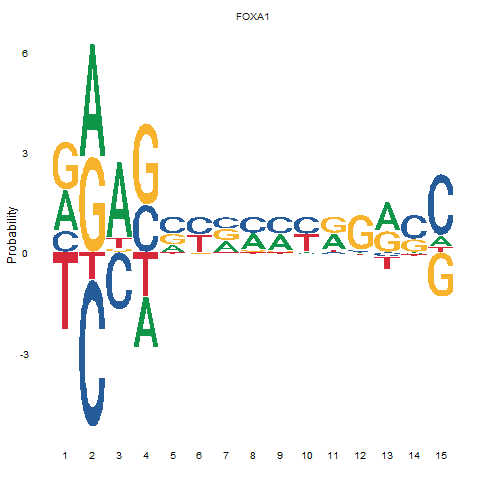 FOXA1
Probability
6
3
0
-3
A
G A G C
A G C C C C C C C G G A C A
C T G G T G A A A T A G G G T
T T C T A A T G
C A
1 2 3 4 5 6 7 8 9 10 11 12 13 14 15